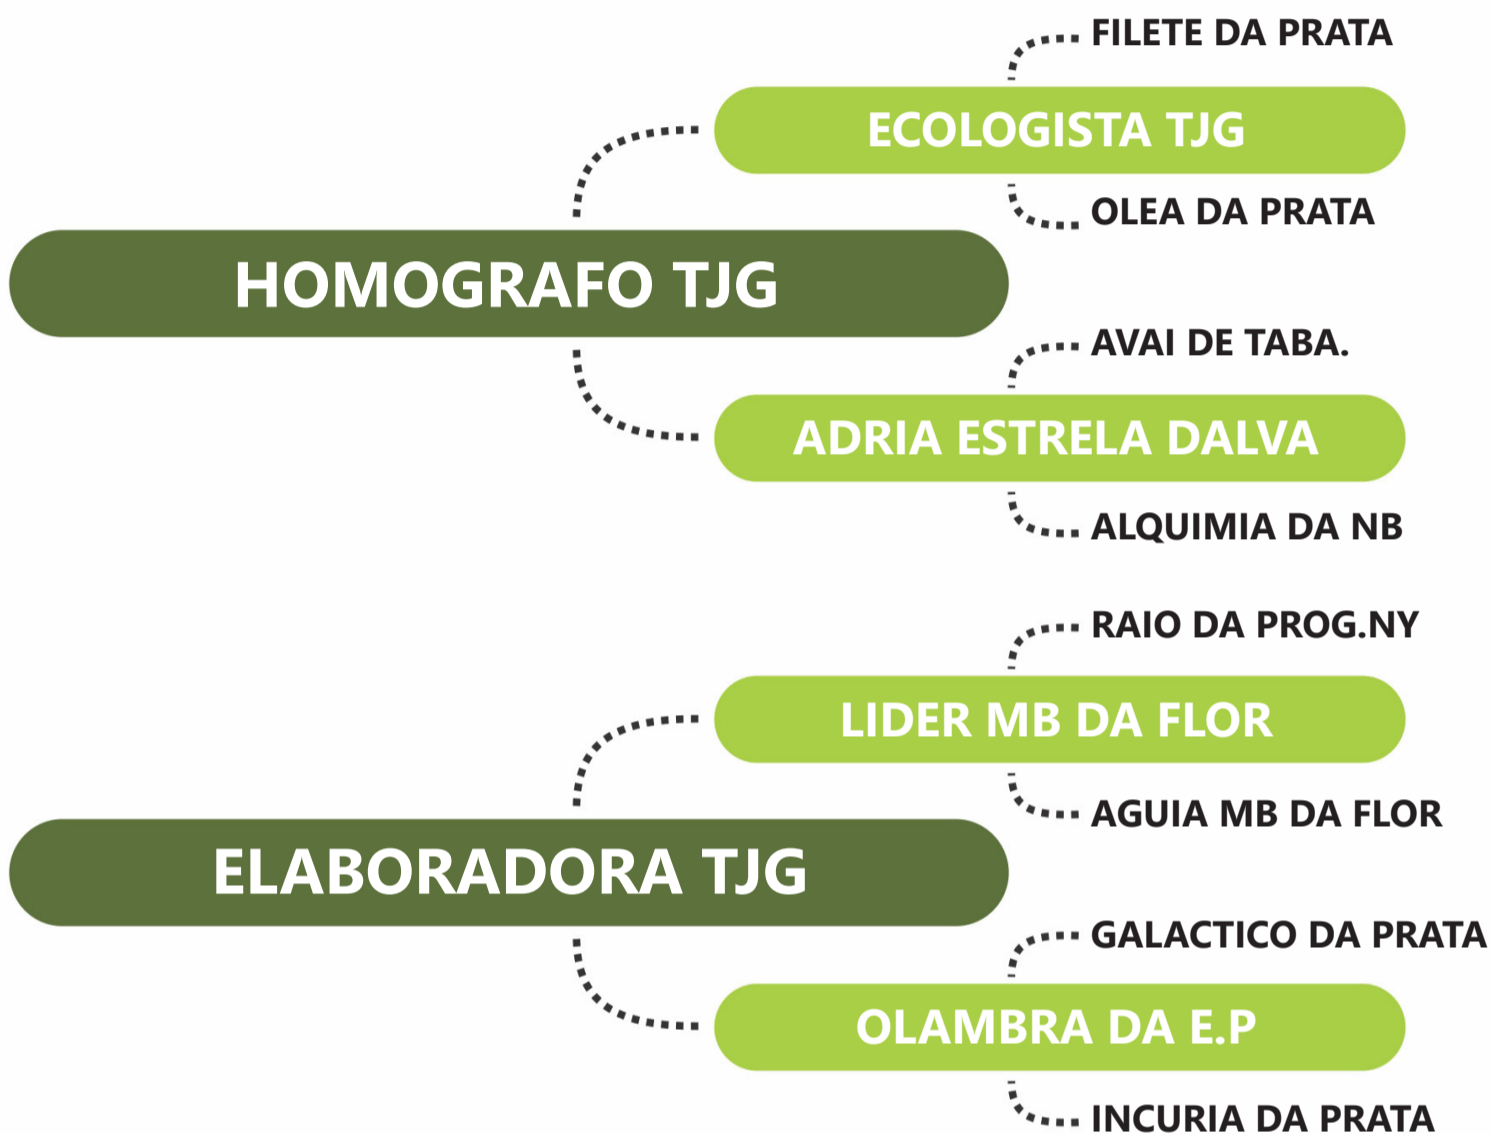 FILETE DA PRATA
ECOLOGISTA TJG
OLEA DA PRATA
HOMOGRAFO TJG
AVAI DE TABA.
ADRIA ESTRELA DALVA
ALQUIMIA DA NB
RAIO DA PROG.NY
LIDER MB DA FLOR
AGUIA MB DA FLOR
ELABORADORA TJG
GALACTICO DA PRATA
OLAMBRA DA E.P
INCURIA DA PRATA